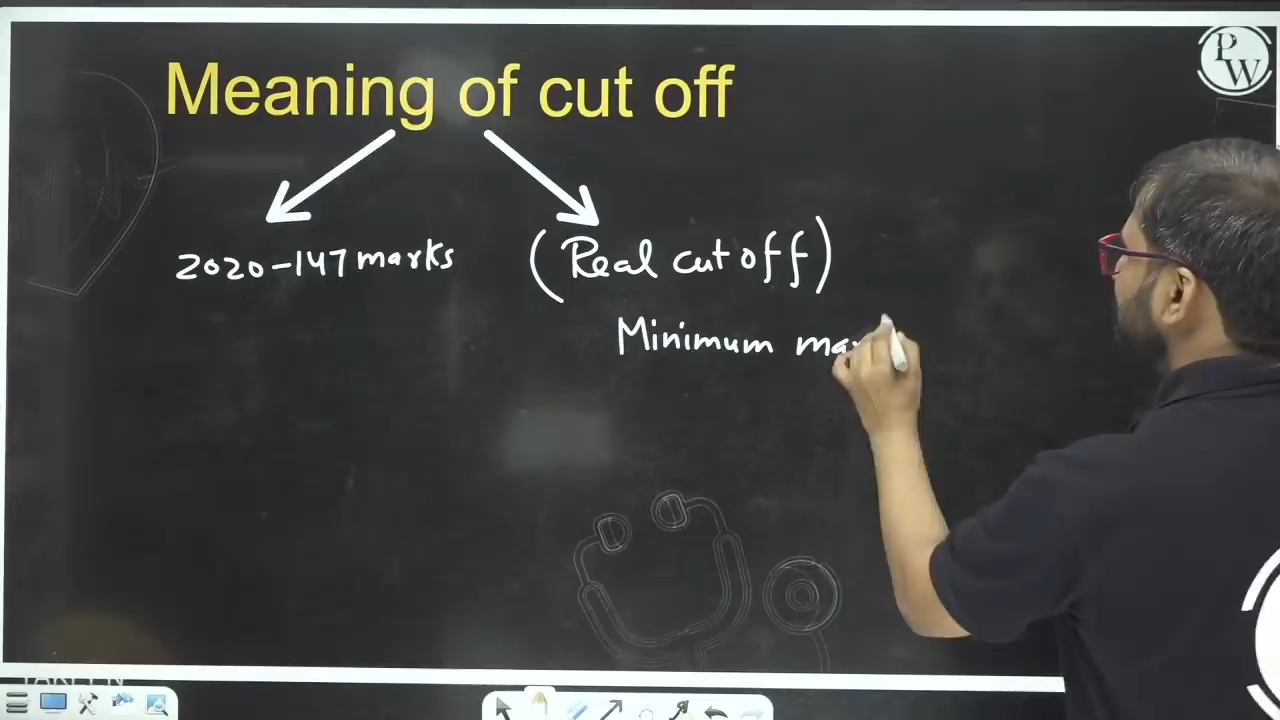 Meaning of cut off
2020-147 marks
(Real cut off)
Minimum
PW